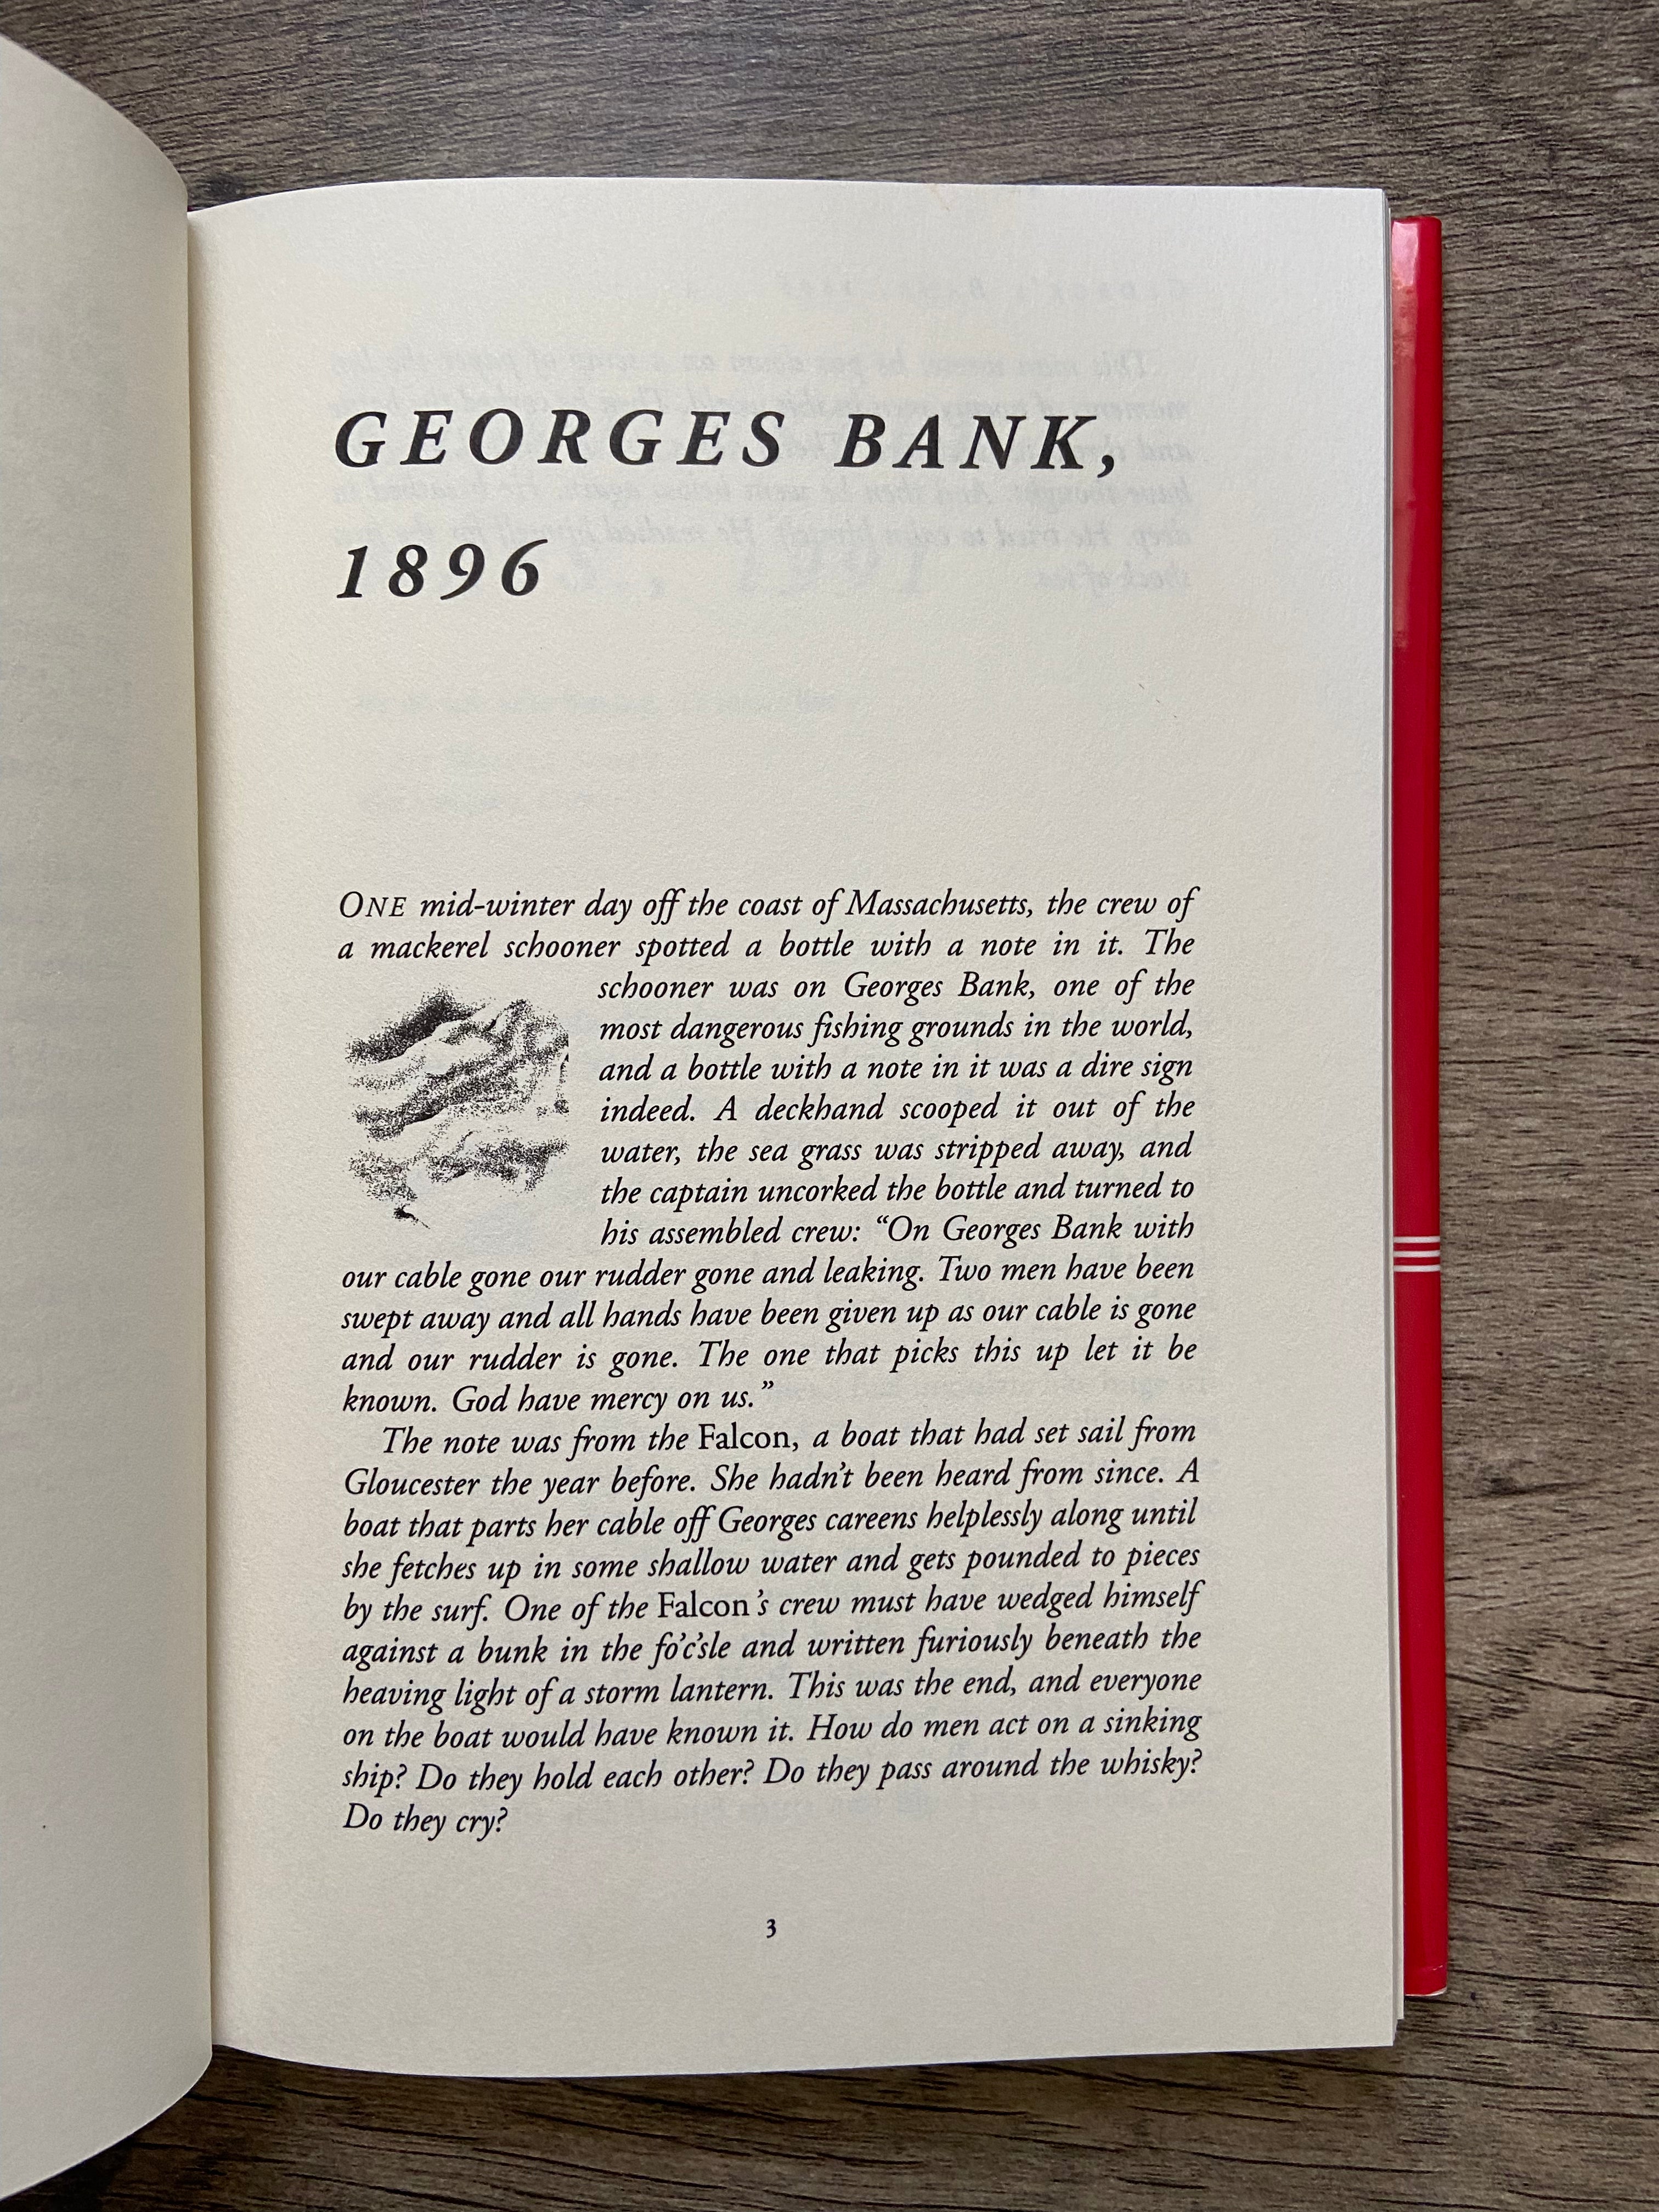 GEORGES BANK,
1896
ONE mid-winter day off the coast of Massachusetts, the crew of
a mackerel schooner spotted a bottle with a note in it. The
schooner was on Georges Bank, one of the
most dangerous fishing grounds in the world,
and a bottle with a note in it was a dire sign
indeed. A deckhand scooped it out of the
water, the sea grass was stripped away, and
the captain uncorked the bottle and turned to
his assembled crew: “On Georges Bank with
our cable gone our rudder gone and leaking. Two men have been
swept away and all hands have been given up as our cable is gone
and our rudder is gone. The one that picks this up let it be
known. God have mercy on us.”
The note was from the Falcon, a boat that had set sail from
Gloucester the year before. She hadn’t been heard from since. A
boat that parts her cable off Georges careens helplessly along until
she fetches up in some shallow water and gets pounded to pieces
by the surf. One of the Falcon’s crew must have wedged himself
against a bunk in the fo’c’sle and written furiously beneath the
heaving light of a storm lantern. This was the end, and everyone
on the boat would have known it. How do men act on a sinking
ship? Do they hold each other? Do they pass around the whisky?
Do they cry?
3